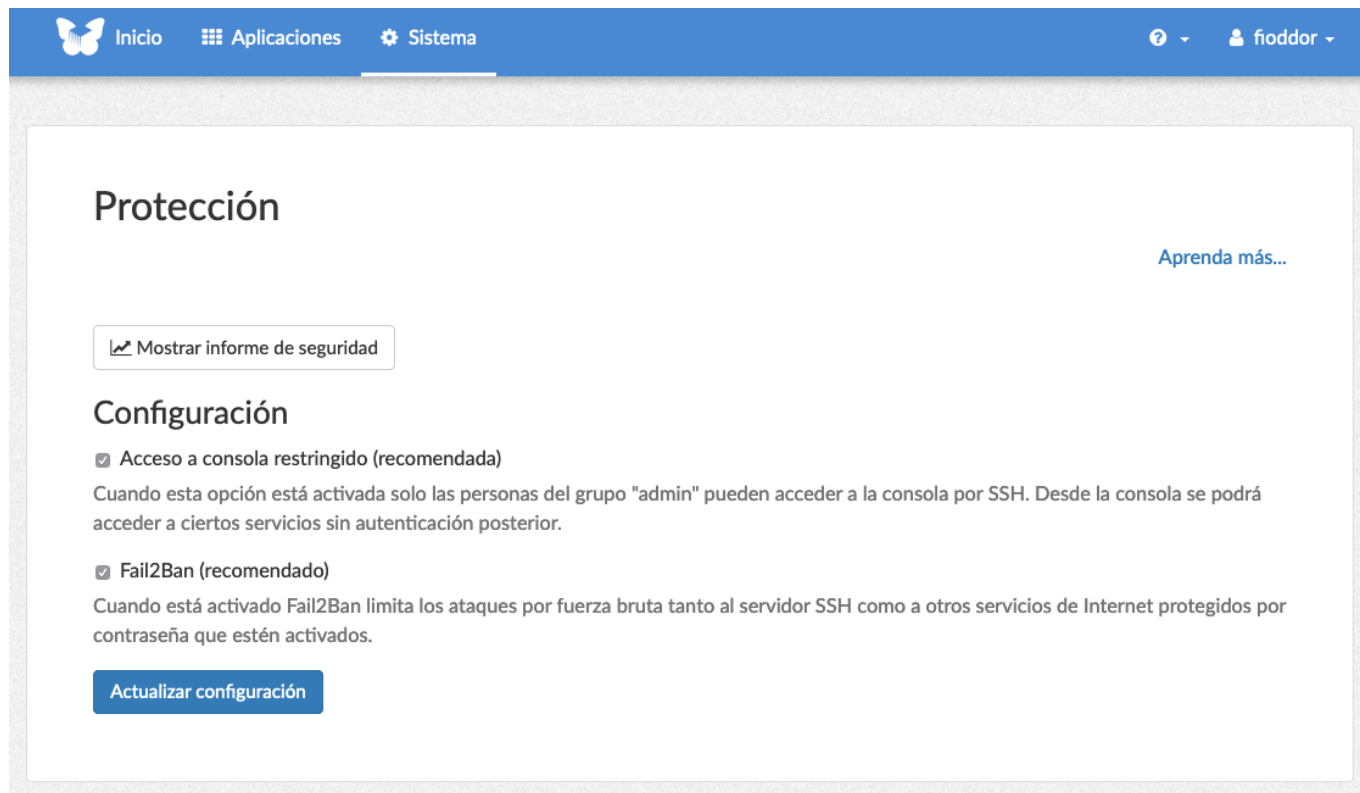 Inicio Aplicaciones Sistema fioddor
Protección
Aprenda más...
Mostrar informe de seguridad
Configuración
Acceso a consola restringido (recomendada)
Cuando esta opción está activada solo las personas del grupo "admin" pueden acceder a la consola por SSH. Desde la consola se podrá
acceder a ciertos servicios sin autenticación posterior.
Fail2Ban (recomendado)
Cuando está activado Fail2Ban limita los ataques por fuerza bruta tanto al servidor SSH como a otros servicios de Internet protegidos por
contraseña que estén activados.
Actualizar configuración